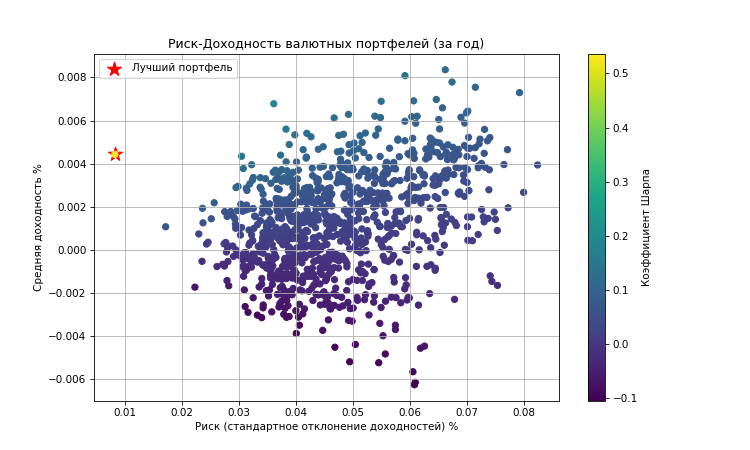 Риск-Доходность валютных портфелей (за год)
Лучший портфель
0.008
0.006
0.004
0.002
0.000
−0.002
−0.004
−0.006
Средняя доходность %
0.01 0.02 0.03 0.04 0.05 0.06 0.07 0.08
Риск (стандартное отклонение доходностей) %
0.5
0.4
0.3
0.2
0.1
0.0
−0.1
Коэффициент Шарпа